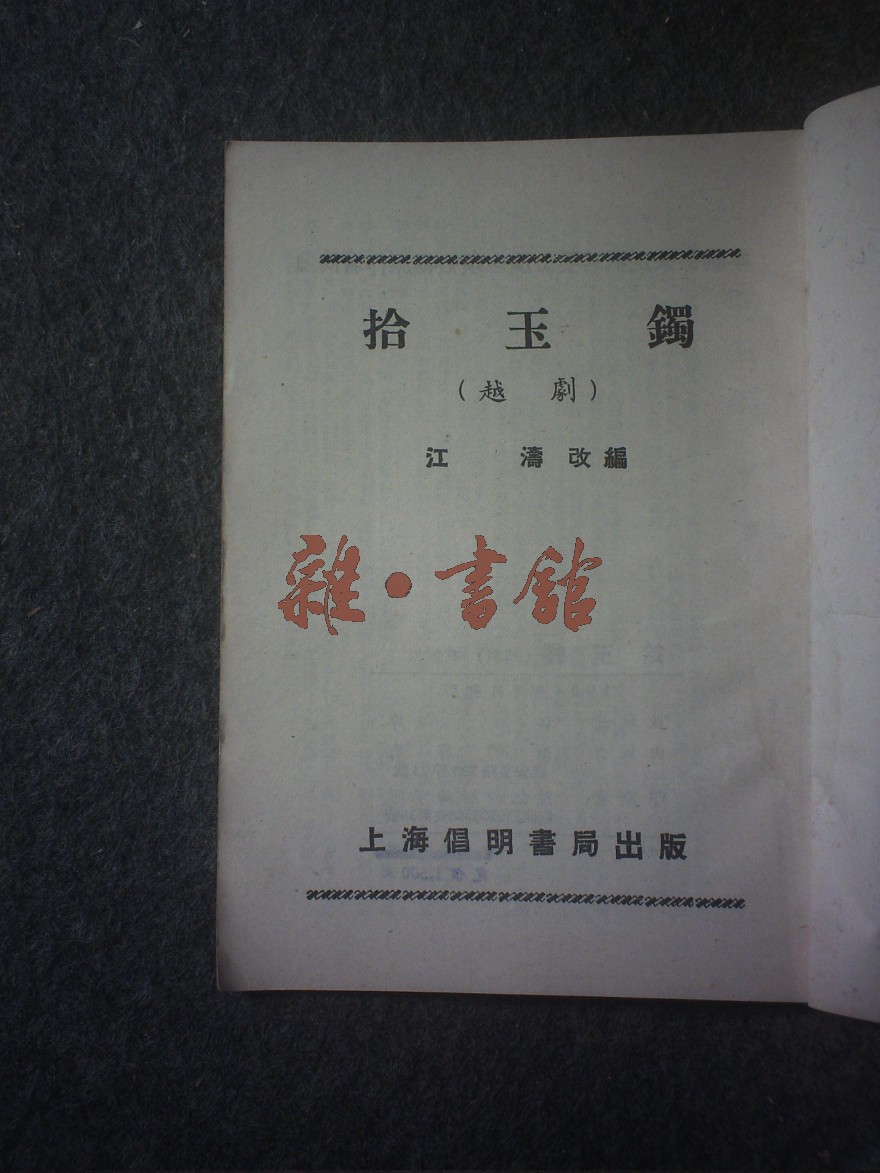 拾玉鐲
(越劇)
江濤改編
雜·書館
上海倡明書局出版